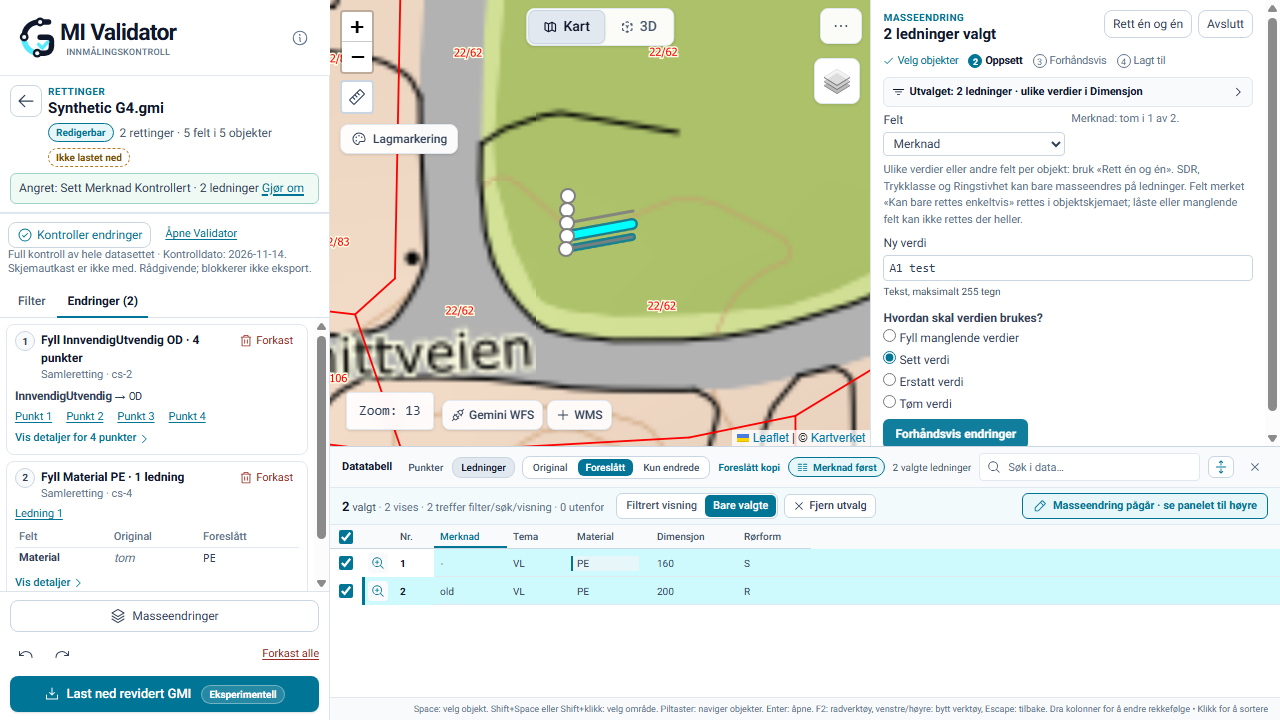 MI Validator
INNMÅLINGSKONTROLL
RETTINGER
Synthetic G4.gmi
Redigerbar 2 rettinger · 5 felt i 5 objekter
Ikke lastet ned
Angret: Sett Merknad Kontrollert · 2 ledninger Gjør om
Kontroller endringer Åpne Validator
Full kontroll av hele datasettet · Kontrolldato: 2026-11-14.
Skjemautkast er ikke med. Rådgivende; blokkerer ikke eksport.
Filter Endringer (2)
1 Fyll InnvendigUtvendig OD · 4 punkter Forkast
Samleretting · cs-2
InnvendigUtvendig → OD
Punkt 1 Punkt 2 Punkt 3 Punkt 4
Vis detaljer for 4 punkter
2 Fyll Material PE · 1 ledning Forkast
Samleretting · cs-4
Ledning 1
Felt Original Foreslått
Material tom PE
Vis detaljer
Masseendringer
Forkast alle
Last ned revidert GMI Eksperimentell
+
−
Kart 3D
...
Lagmarkering
22/62
22/62
22/62
22/62
2/83
106
ittveien
Zoom: 13 Gemini WFS + WMS
Leaflet | © Kartverket
MASSEENDRING
2 ledninger valgt
Rett én og én Avslutt
Velg objekter 2 Oppsett 3 Forhåndsvis 4 Lagt til
Utvalget: 2 ledninger · ulike verdier i Dimensjon
Felt
Merknad: tom i 1 av 2.
Merknad
Ulike verdier eller andre felt per objekt: bruk «Rett én og én». SDR,
Trykklasse og Ringstivhet kan bare masseendres på ledninger. Felt merket
«Kan bare rettes enkeltvis» rettes i objektskjemaet; låste eller manglende
felt kan ikke rettes der heller.
Ny verdi
A1 test
Tekst, maksimalt 255 tegn
Hvordan skal verdien brukes?
Fyll manglende verdier
Sett verdi
Erstatt verdi
Tøm verdi
Forhåndsvis endringer
Datatabell Punkter Ledninger Original Foreslått Kun endrede Foreslått kopi Merknad først 2 valgte ledninger Søk i data…
2 valgt · 2 vises · 2 treffer filter/søk/visning · 0 utenfor Filtrert visning Bare valgte Fjern utvalg Masseendring pågår · se panelet til høyre
Nr. Merknad Tema Material Dimensjon Rørform
1 · VL PE 160 S
2 old VL PE 200 R
Space: velg objekt. Shift+Space eller Shift+klikk: velg område. Piltaster: naviger objekter. Enter: åpne. F2: radverktøy, venstre/høyre: bytt verktøy, Escape: tilbake. Dra kolonner for å endre rekkefølge • Klikk for å sortere